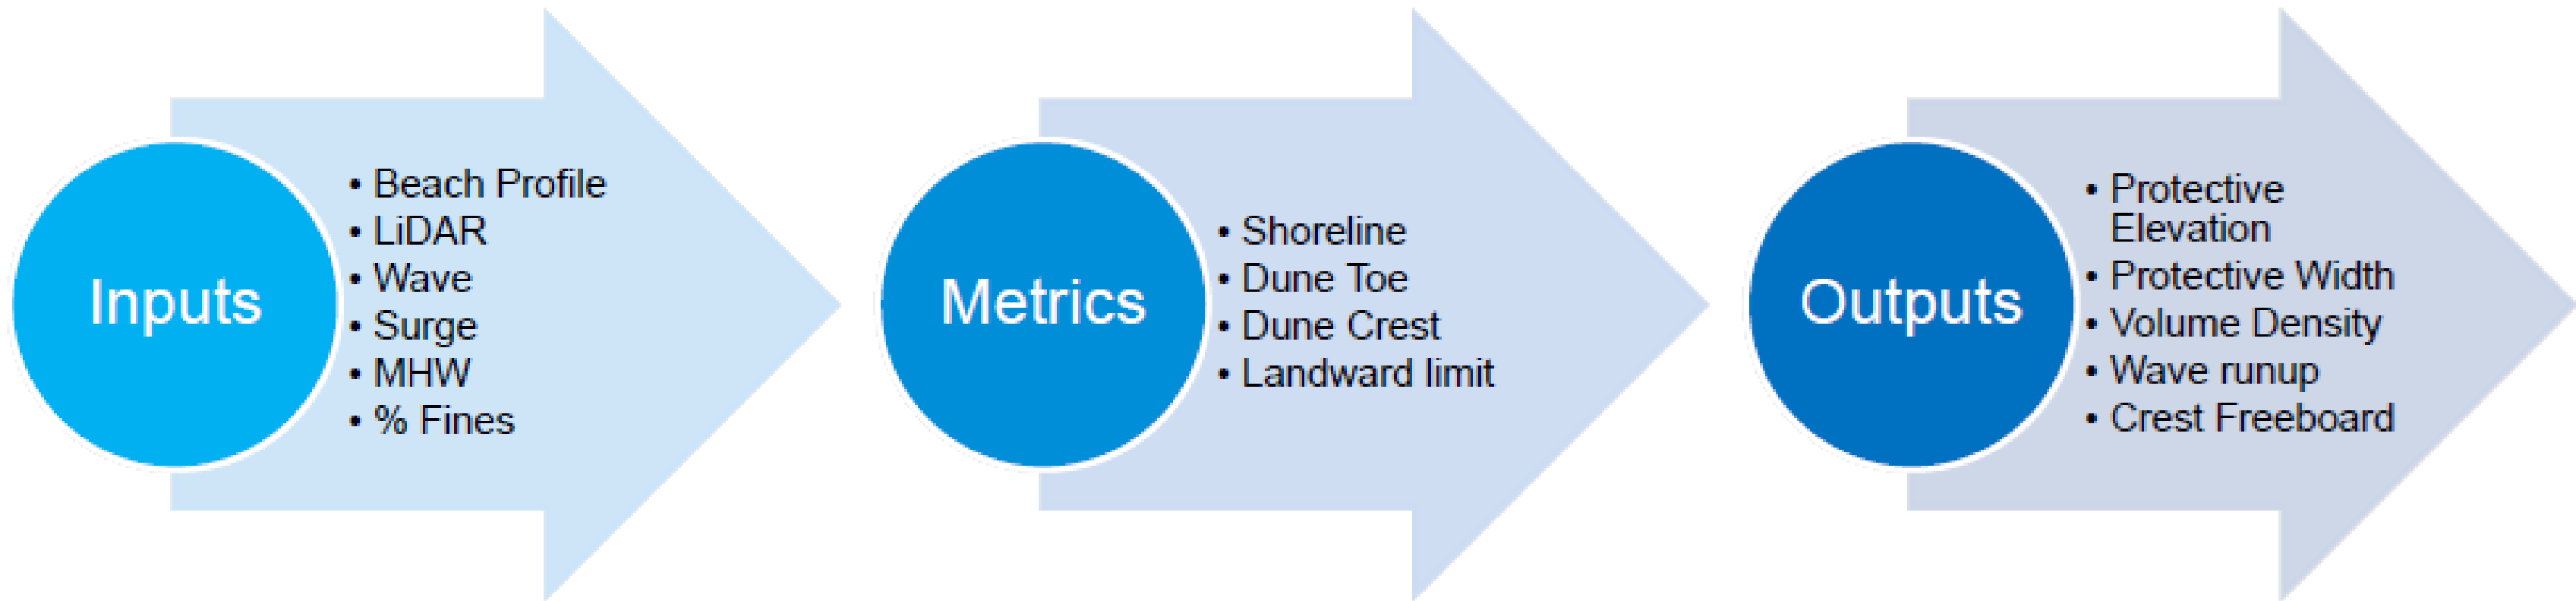 Inputs
• Beach Profile
• LiDAR
• Wave
• Surge
• MHW
• % Fines
Metrics
• Shoreline
• Dune Toe
• Dune Crest
• Landward limit
Outputs
• Protective
Elevation
• Protective Width
• Volume Density
• Wave runup
• Crest Freeboard